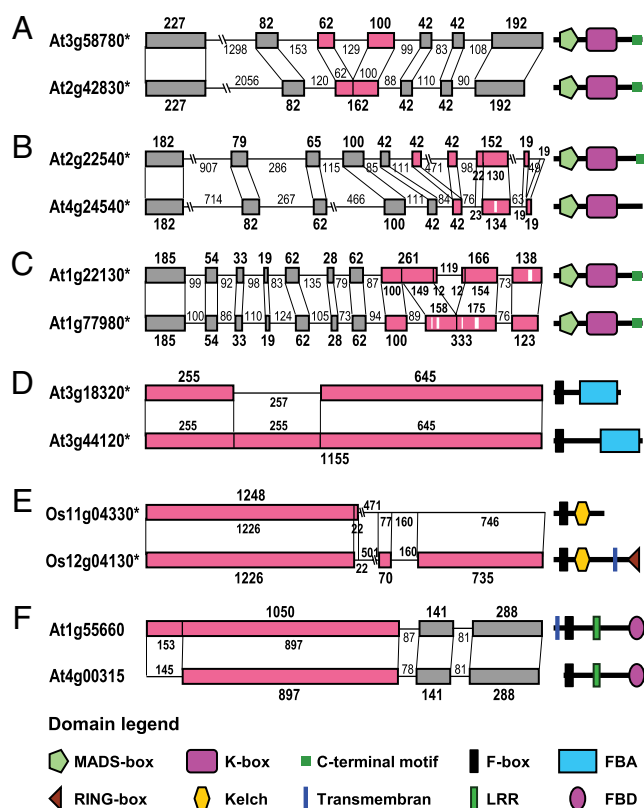 A
227 82 62 100 42 42 192
At3g58780*
1298 153 129 99 83 108
2056 120 62 100 88 110 90
At2g42830*
227 82 162 42 42 192
B
182 79 65 100 42 42 42 152 19 19
At2g22540*
907 286 115 85 111 471 98 22 130 49
714 267 466 111 84 76 63
At4g24540*
182 82 62 100 42 42 23 134 19 19
C
185 54 33 19 62 28 62 261 119 166 138
At1g22130*
99 92 98 83 135 79 87 100 149 12 12 154 73
100 86 110 124 105 73 94 89 158 175 76
At1g77980*
185 54 33 19 62 28 62 100 333 123
D
255 645
At3g18320*
257
255 255 645
At3g44120*
1155
E
1248 471
Os11g04330*
1226 22 77 160 746
501 160
Os12g04130*
1226 22 70 735
F
1050 141 288
At1g55660
153 897 87 81
145 78 81
At4g00315
897 141 288
Domain legend
MADS-box K-box C-terminal motif F-box FBA
RING-box Kelch Transmembran LRR FBD